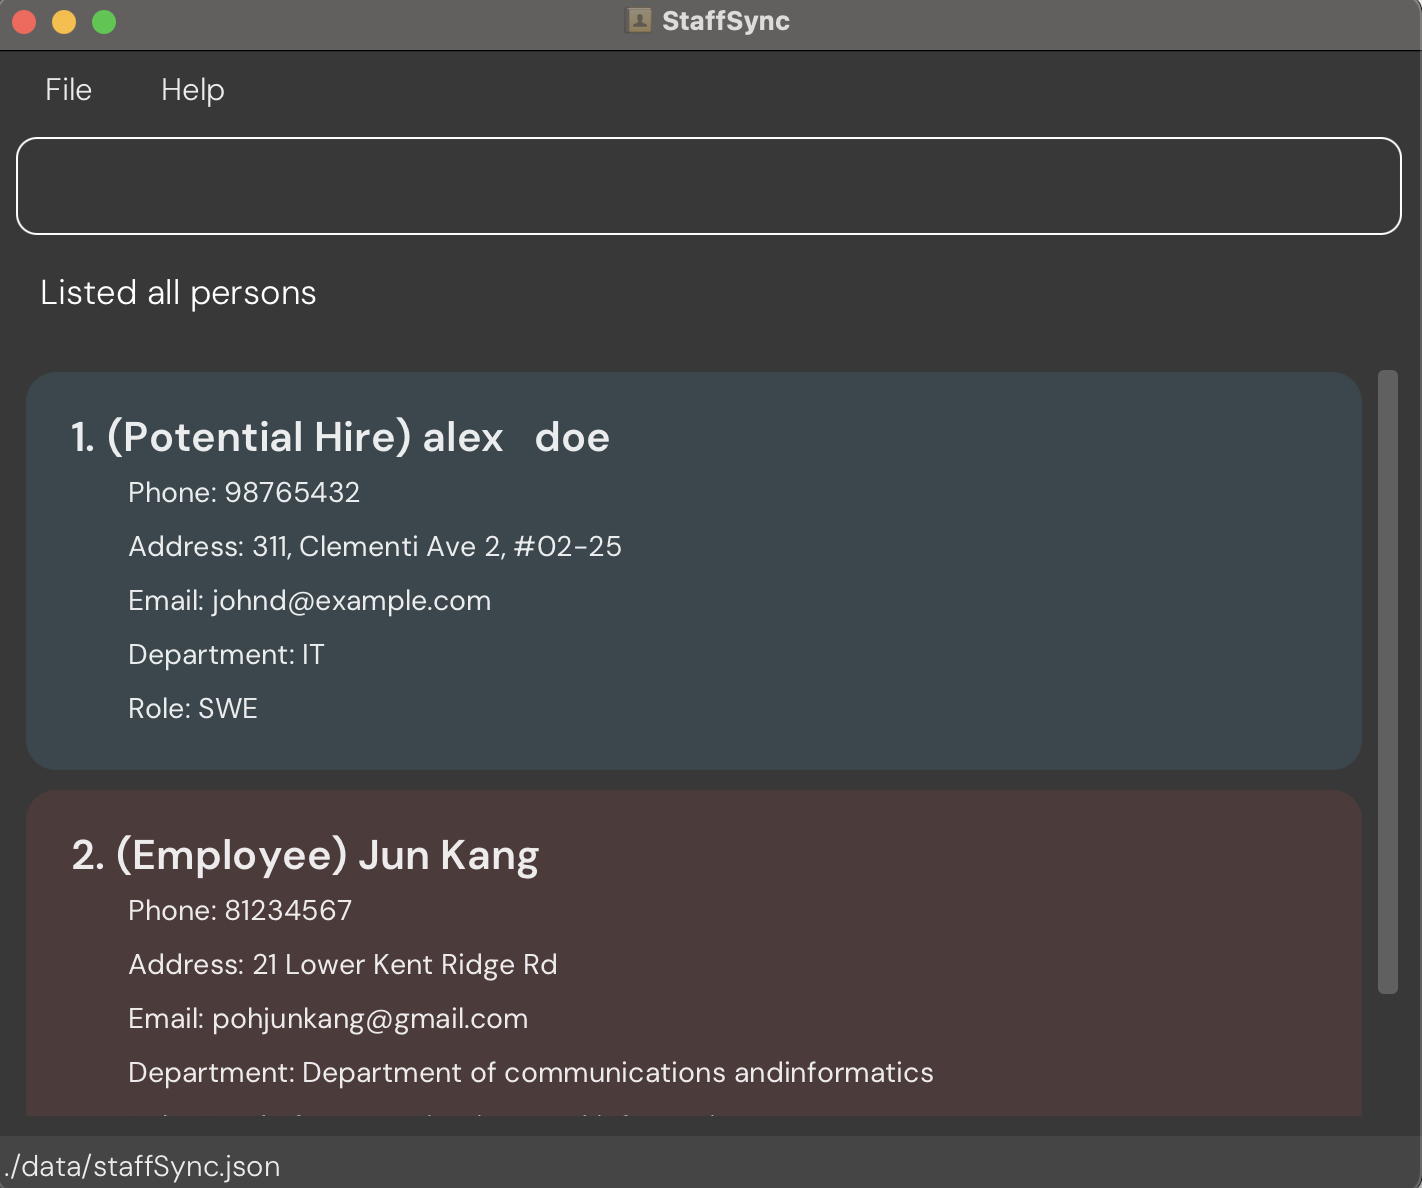 StaffSync
File Help
Listed all persons
1. (Potential Hire) alex   doe
Phone: 98765432
Address: 311, Clementi Ave 2, #02-25
Email: johnd@example.com
Department: IT
Role: SWE
2. (Employee) Jun Kang
Phone: 81234567
Address: 21 Lower Kent Ridge Rd
Email: pohjunkang@gmail.com
Department: Department of communications andinformatics
./data/staffSync.json